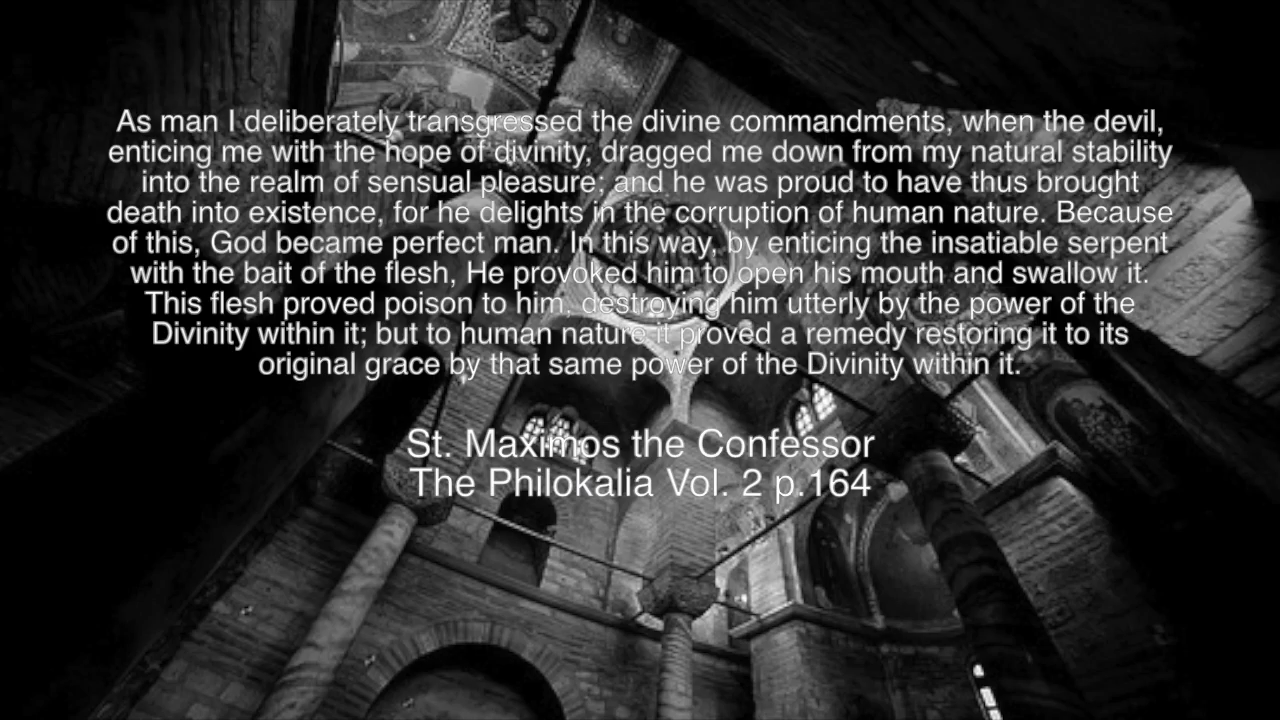 As man I deliberately transgressed the divine commandments, when the devil,
enticing me with the hope of divinity, dragged me down from my natural stability
into the realm of sensual pleasure; and he was proud to have thus brought
death into existence, for he delights in the corruption of human nature. Because
of this, God became perfect man. In this way, by enticing the insatiable serpent
with the bait of the flesh, He provoked him to open his mouth and swallow it.
This flesh proved poison to him, destroying him utterly by the power of the
Divinity within it; but to human nature it proved a remedy restoring it to its
original grace by that same power of the Divinity within it.
St. Maximos the Confessor
The Philokalia Vol. 2 p.164